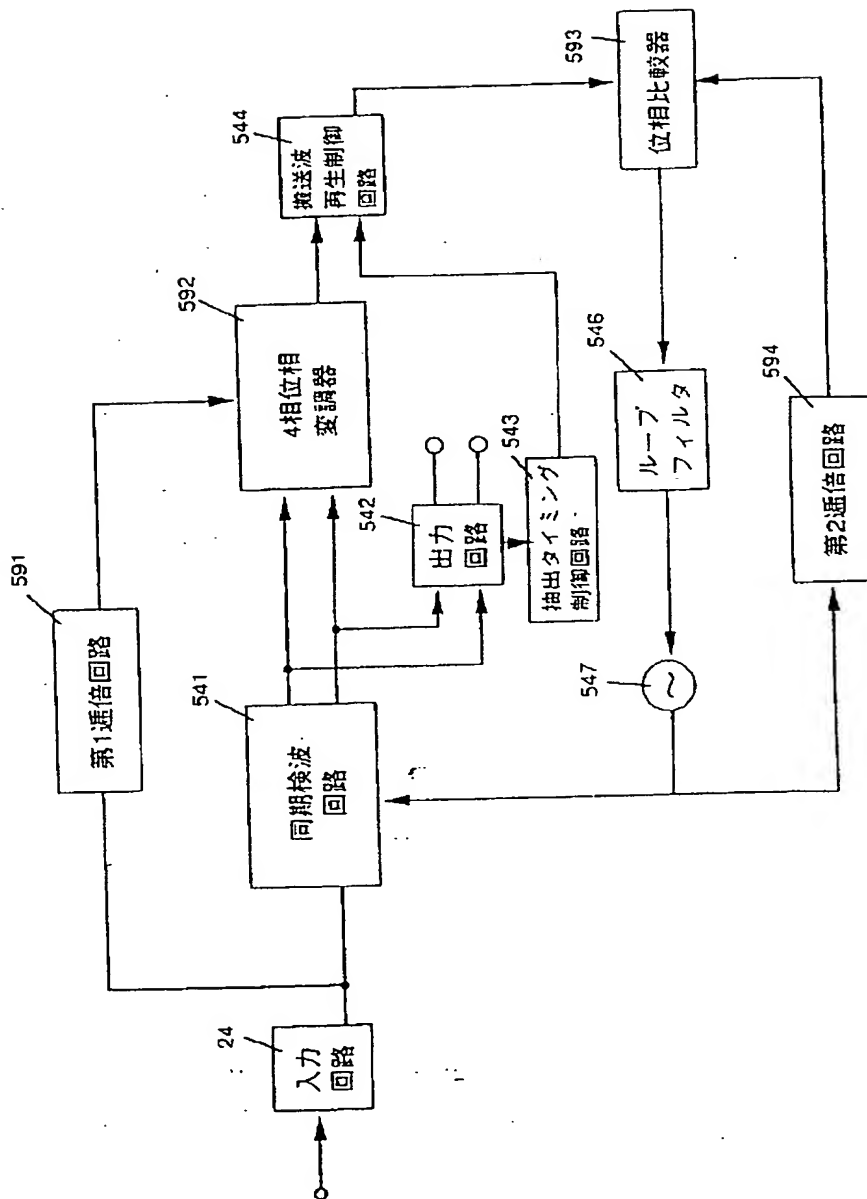 24
入力
回路
591
第1逓倍回路
541
同期検波
回路
592
4相位相
変調器
542
出力
回路
543
抽出タイミング
制御回路
544
搬送波
再生制御
回路
593
位相比較器
546
ループ
フィルタ
547
~
594
第2逓倍回路